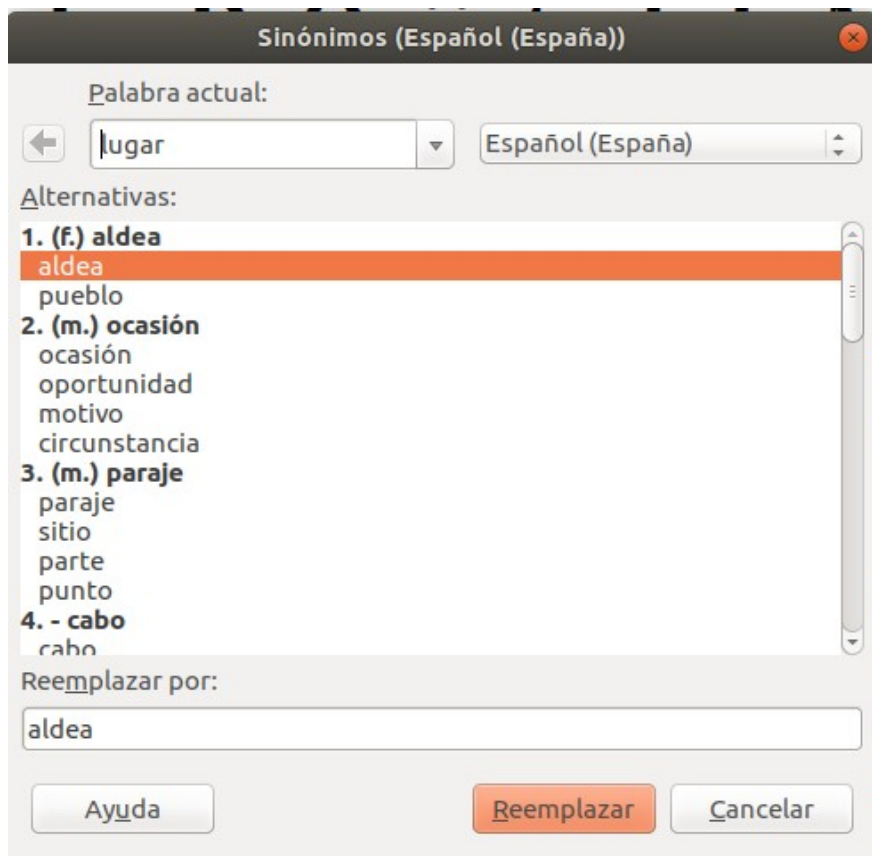 Sinónimos (Español (España))
Palabra actual:
lugar
Español (España)
Alternativas:
1. (f.) aldea
aldea
pueblo
2. (m.) ocasión
ocasión
oportunidad
motivo
circunstancia
3. (m.) paraje
paraje
sitio
parte
punto
4. - cabo
cabo
Reemplazar por:
aldea
Ayuda Reemplazar Cancelar